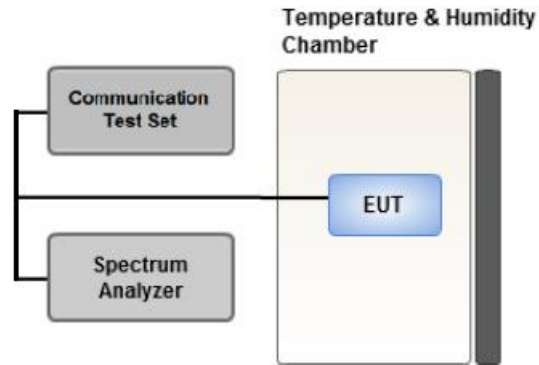 Temperature & Humidity
Chamber
Communication
Test Set
EUT
Spectrum
Analyzer